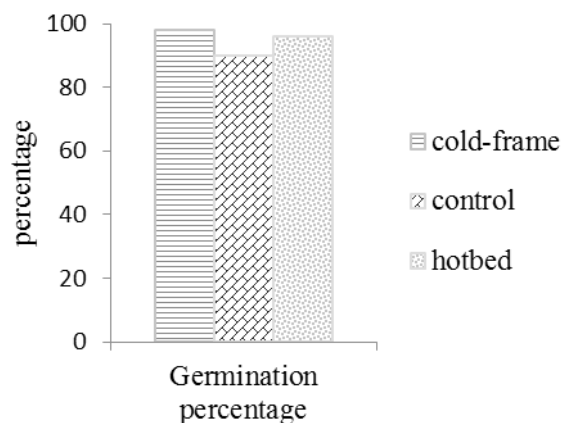 100
80
60
40
20
0
percentage
Germination
percentage
cold-frame
control
hotbed